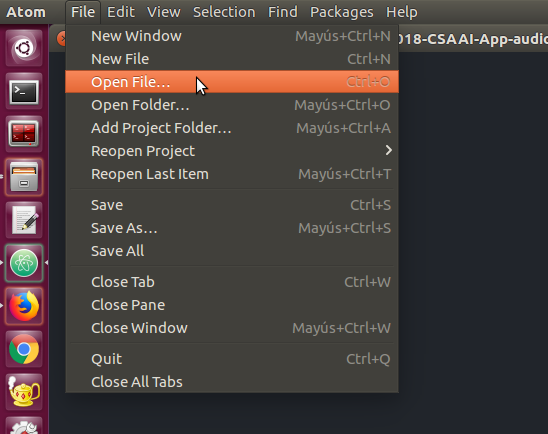 Atom File Edit View Selection Find Packages Help
New Window Mayús+Ctrl+N
018-CSAAI-App-audio
New File Ctrl+N
Open File... Ctrl+O
Open Folder... Mayús+Ctrl+O
Add Project Folder... Mayús+Ctrl+A
Reopen Project
Reopen Last Item Mayús+Ctrl+T
Save Ctrl+S
Save As... Mayús+Ctrl+S
Save All
Close Tab Ctrl+W
Close Pane
Close Window Mayús+Ctrl+W
Quit Ctrl+Q
Close All Tabs